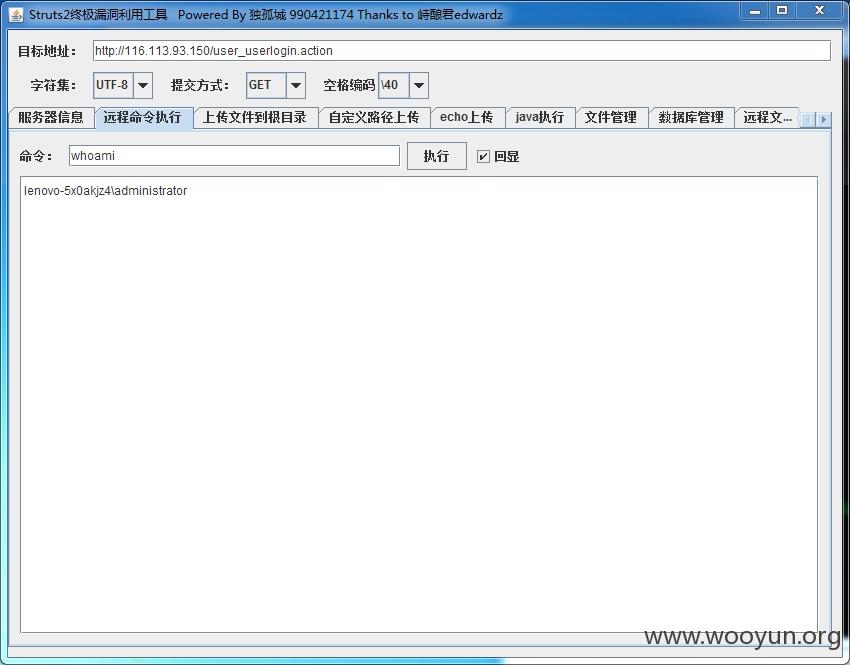 Struts2终极漏洞利用工具 Powered By 独孤城 990421174 Thanks to 峙酿君edwardz
目标地址： http://116.113.93.150/user_userlogin.action
字符集： UTF-8 提交方式： GET 空格编码 \40
服务器信息 远程命令执行 上传文件到根目录 自定义路径上传 echo上传 java执行 文件管理 数据库管理 远程文...
命令： whoami 执行 回显
lenovo-5x0akjz4\administrator
www.wooyun.org